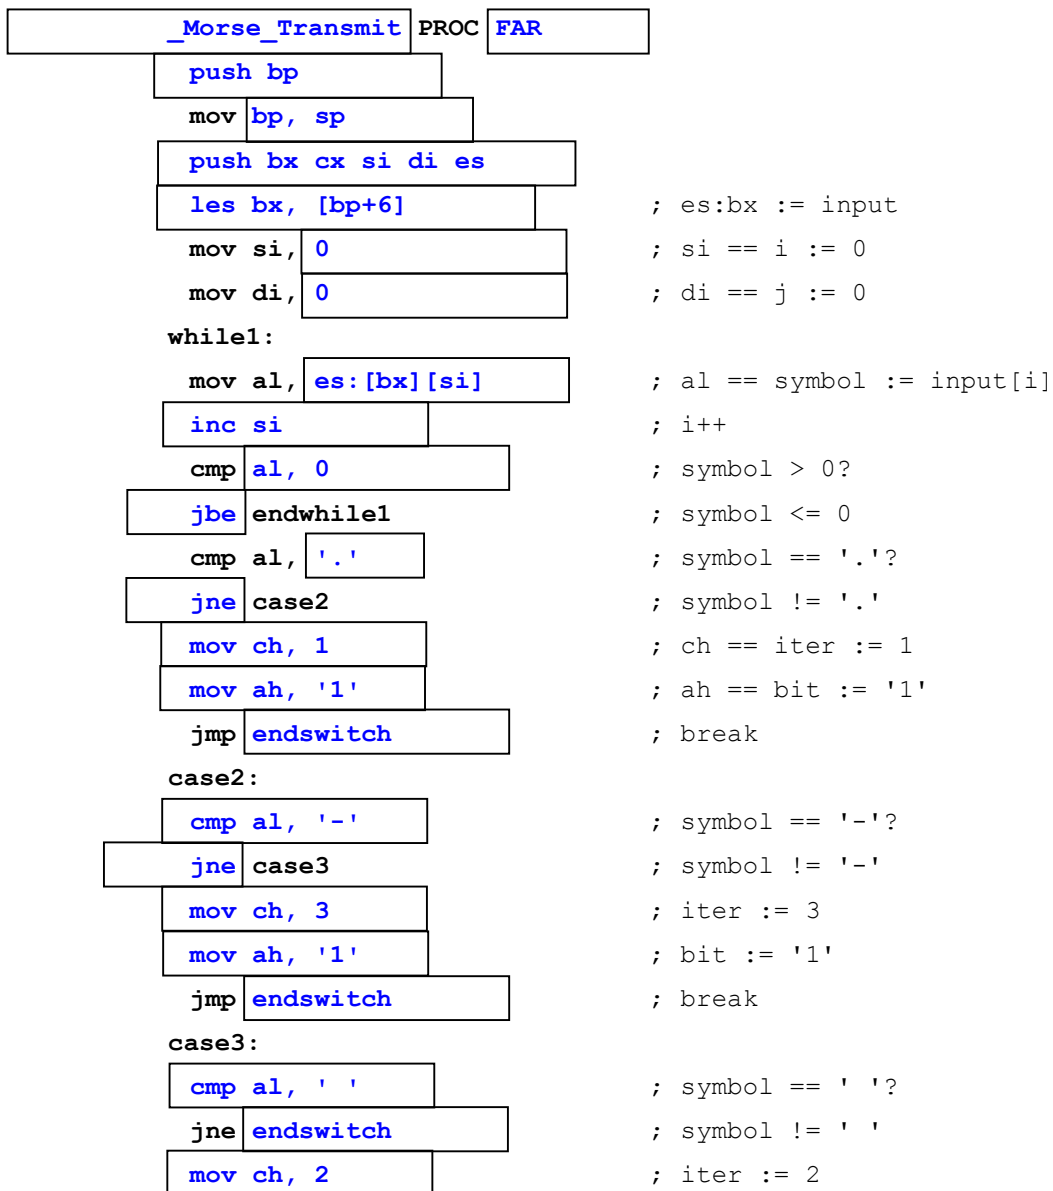 _Morse_Transmit PROC FAR
push bp
mov bp, sp
push bx cx si di es
les bx, [bp+6] ; es:bx := input
mov si, 0 ; si == i := 0
mov di, 0 ; di == j := 0
while1:
mov al, es:[bx][si] ; al == symbol := input[i]
inc si ; i++
cmp al, 0 ; symbol > 0?
jbe endwhile1 ; symbol <= 0
cmp al, '.' ; symbol == '.'?
jne case2 ; symbol != '.'
mov ch, 1 ; ch == iter := 1
mov ah, '1' ; ah == bit := '1'
jmp endswitch ; break
case2:
cmp al, '-' ; symbol == '-'?
jne case3 ; symbol != '-'
mov ch, 3 ; iter := 3
mov ah, '1' ; bit := '1'
jmp endswitch ; break
case3:
cmp al, ' ' ; symbol == ' '?
jne endswitch ; symbol != ' '
mov ch, 2 ; iter := 2